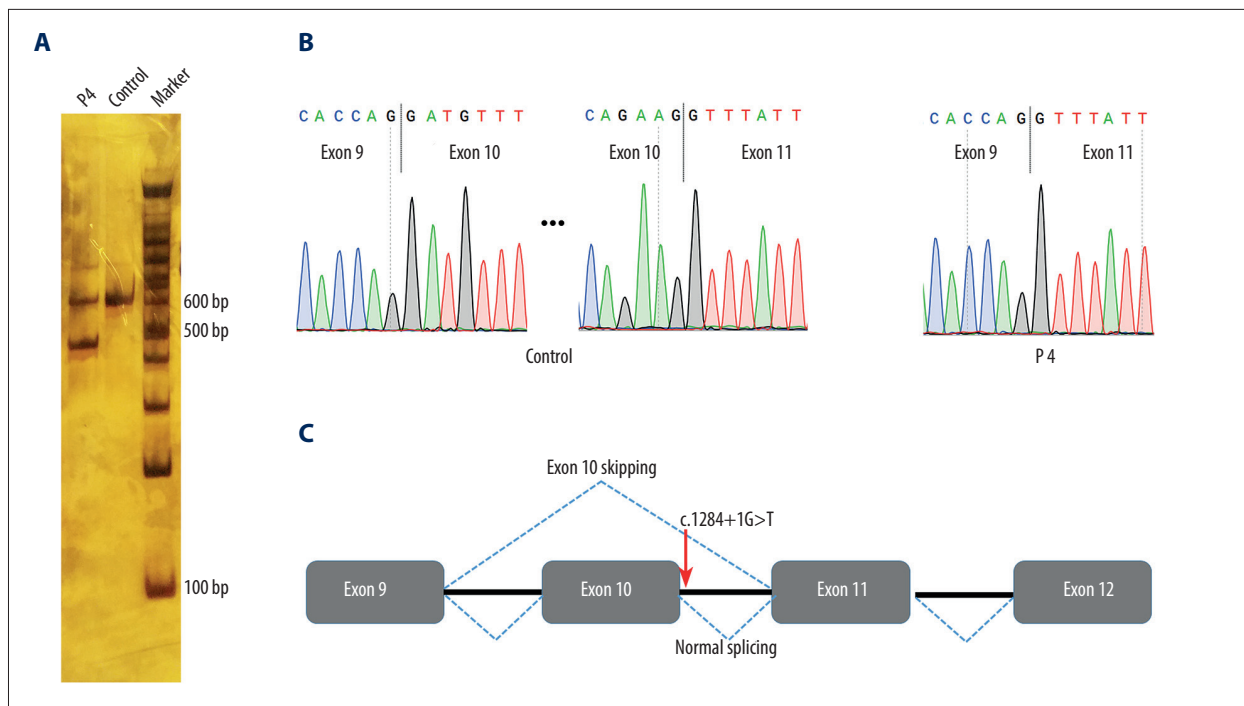 A
P4 Control Marker
600 bp
500 bp
100 bp
B
CACCAGGATGTTT
Exon 9 Exon 10
CAGAAGGTTTATT
Exon 10 Exon 11
...
Control
CACCAGGTTTATT
Exon 9 Exon 11
P 4
C
Exon 10 skipping
c.1284+1G>T
Exon 9 Exon 10 Exon 11 Exon 12
Normal splicing